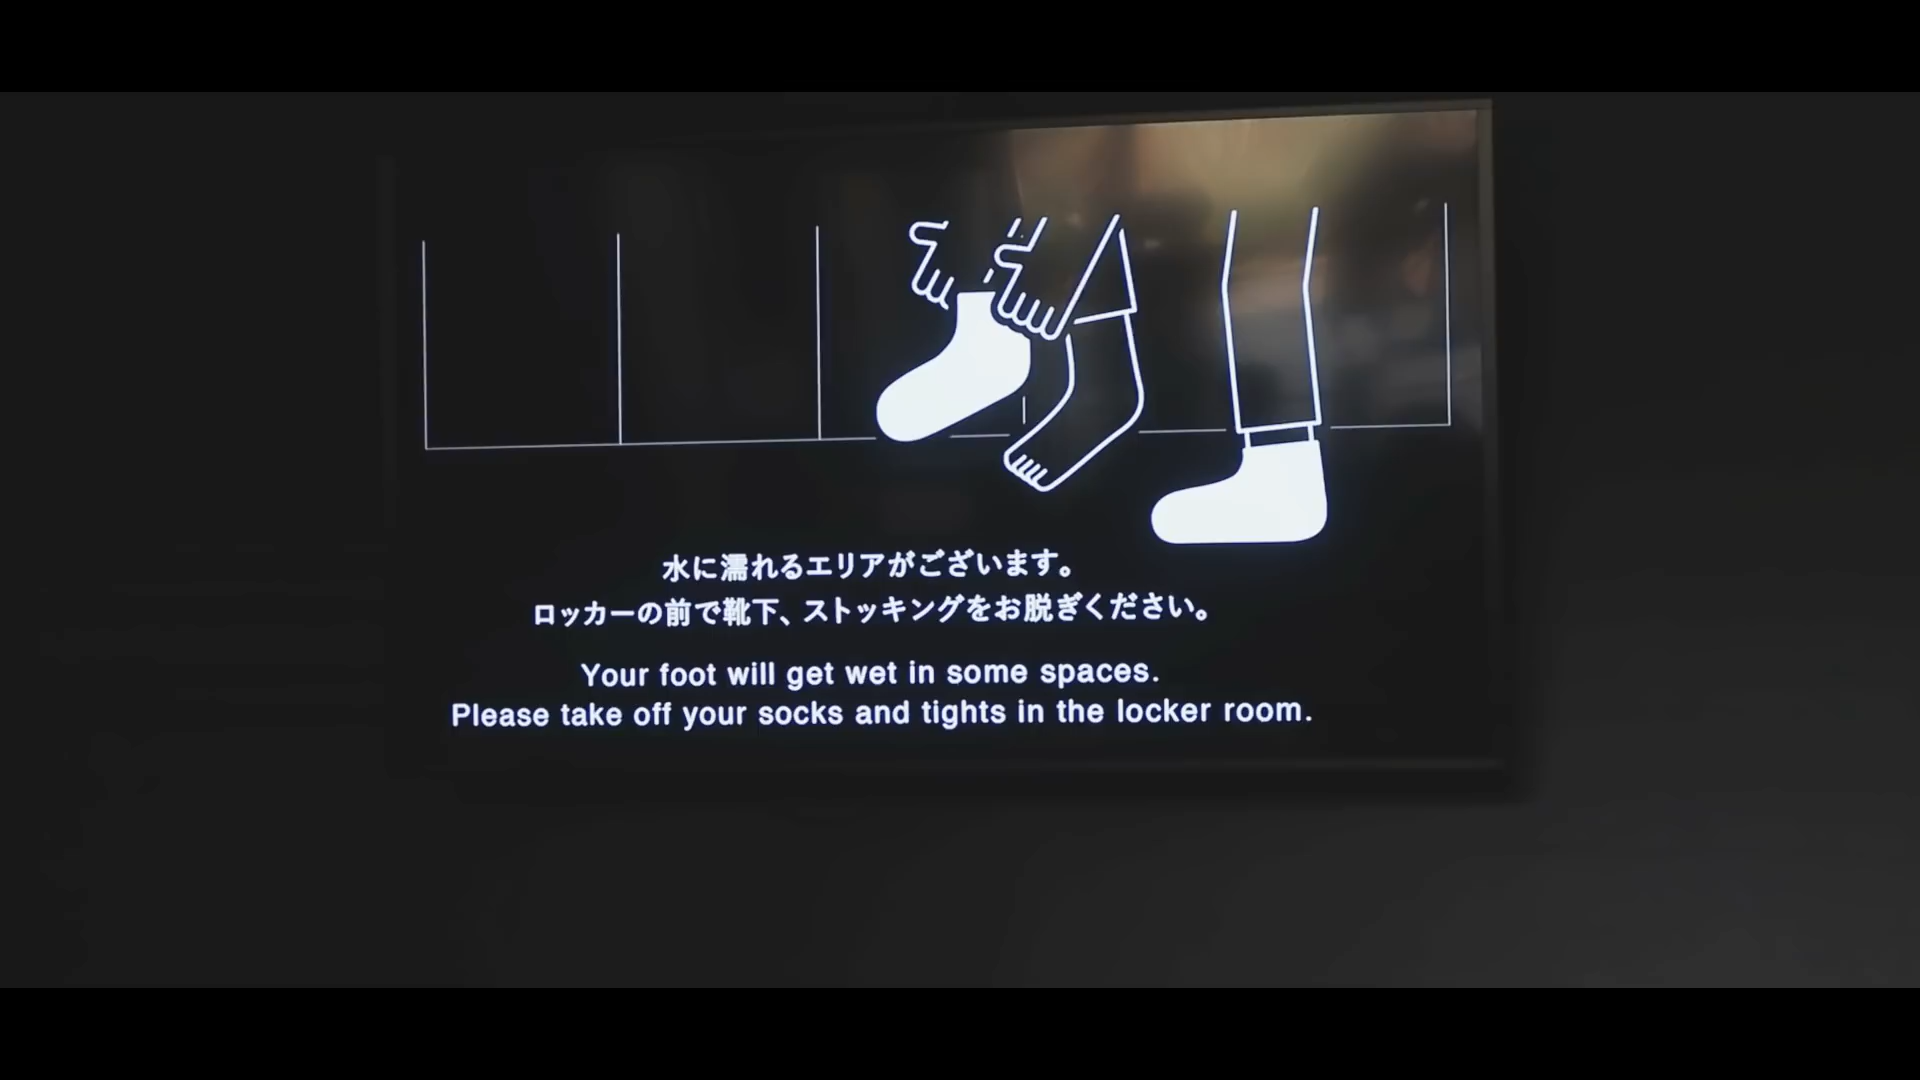 水に濡れるエリアがございます。
ロッカーの前で靴下、ストッキングをお脱ぎください。
Your foot will get wet in some spaces.
Please take off your socks and tights in the locker room.